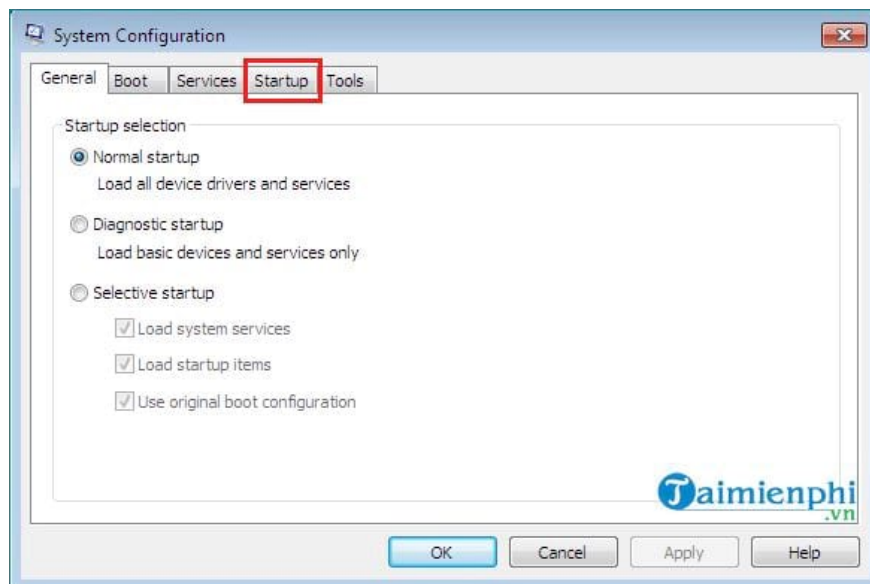 System Configuration
General Boot Services Startup Tools
Startup selection
Normal startup
Load all device drivers and services
Diagnostic startup
Load basic devices and services only
Selective startup
Load system services
Load startup items
Use original boot configuration
Taimienphi
.vn
OK Cancel Apply Help